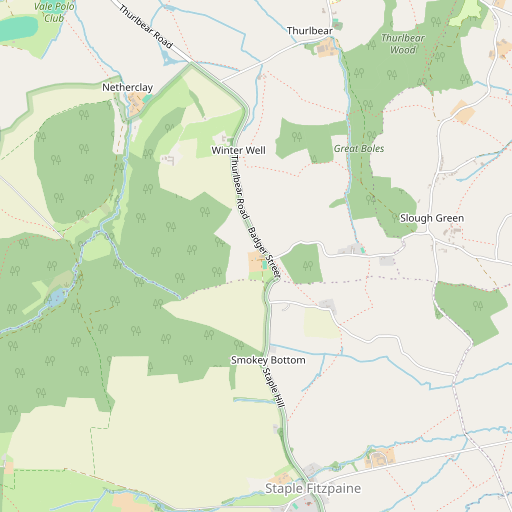 Vale Polo
Club
Thurlbear Road
Thurlbear
Thurlbear
Wood
Netherclay
Winter Well
Great Boles
Thurlbear Road
Badger Street
Slough Green
Smokey Bottom
Staple Hill
Staple Fitzpaine